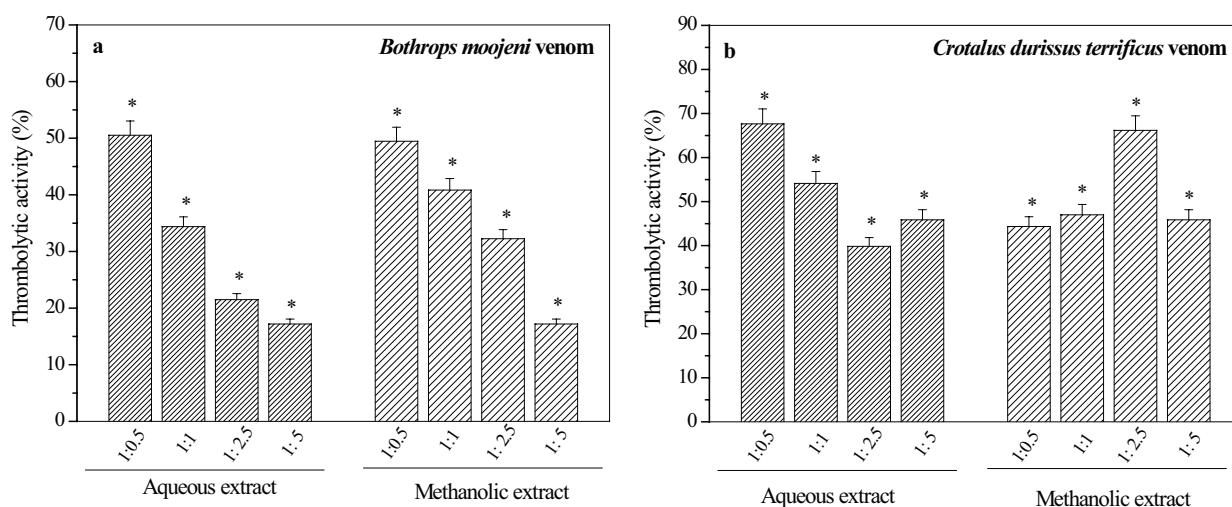 a
Bothrops moojeni venom
Thrombolytic activity (%)
70
60
50
40
30
20
10
0
* * * * * * * *
1:0.5 1:1 1: 2.5 1: 5 1:0.5 1:1 1: 2.5 1: 5
Aqueous extract Methanolic extract
b
Crotalus durissus terrificus venom
Thrombolytic activity (%)
90
80
70
60
50
40
30
20
10
0
* * * * * * * *
1:0.5 1:1 1: 2.5 1: 5 1:0.5 1:1 1: 2.5 1: 5
Aqueous extract Methanolic extract